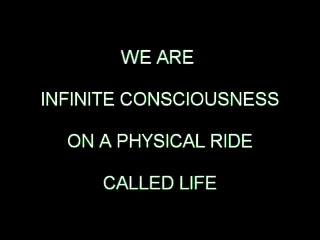 WE ARE
INFINITE CONSCIOUSNESS
ON A PHYSICAL RIDE
CALLED LIFE